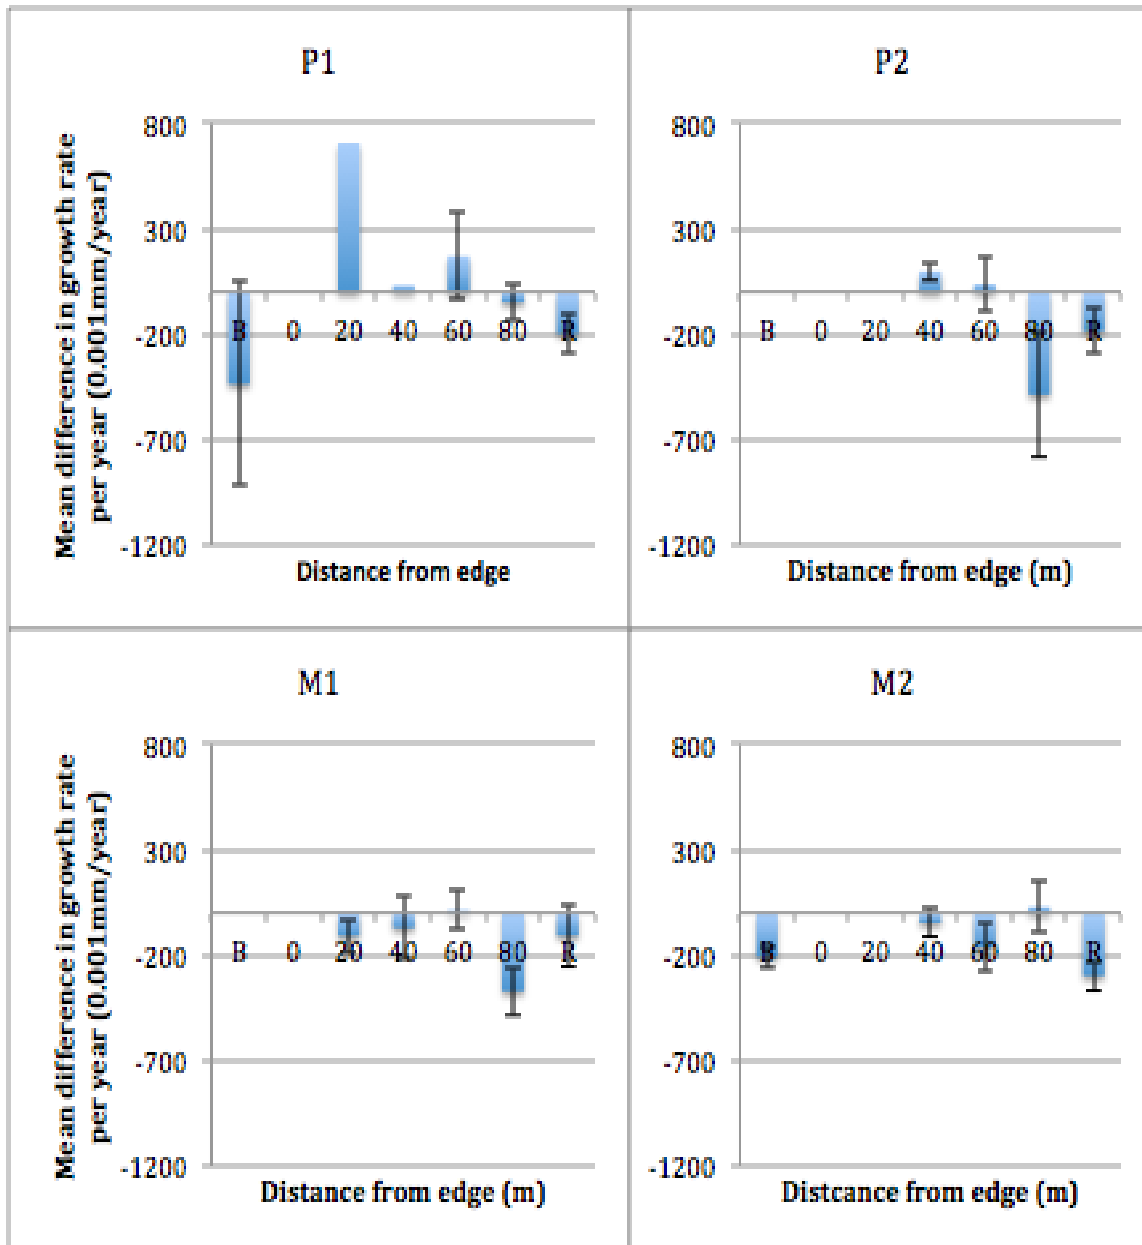 P1
800
300
-200
-700
-1200
Mean difference in growth rate
per year (0.001mm/year)
B 0 20 40 60 80 R
Distance from edge
P2
800
300
-200
-700
-1200
B 0 20 40 60 80 R
Distance from edge (m)
M1
800
300
-200
-700
-1200
Mean difference in growth rate
per year (0.001mm/year)
B 0 20 40 60 80 R
Distance from edge (m)
M2
800
300
-200
-700
-1200
B 0 20 40 60 80 R
Distcance from edge (m)